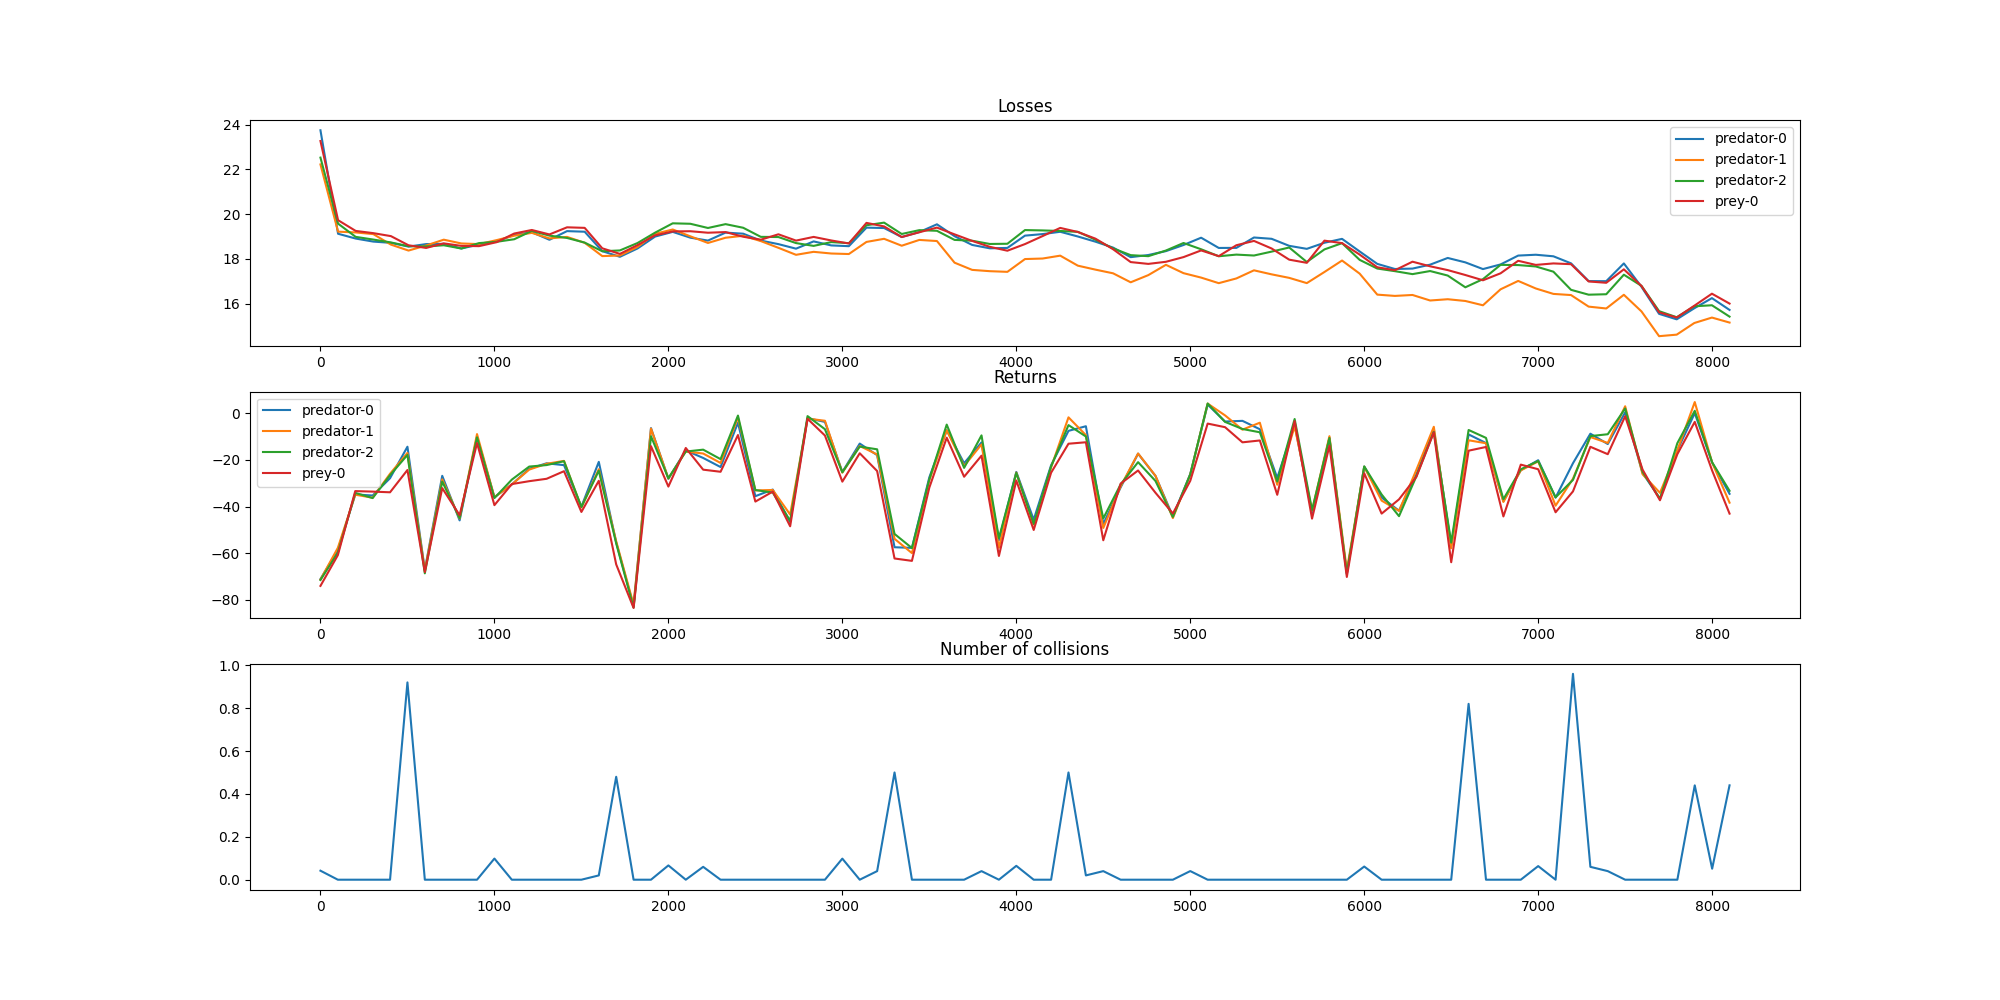 Losses
24
22
20
18
16
predator-0
predator-1
predator-2
prey-0
0 1000 2000 3000 4000 5000 6000 7000 8000
Returns
0
−20
−40
−60
−80
predator-0
predator-1
predator-2
prey-0
0 1000 2000 3000 4000 5000 6000 7000 8000
Number of collisions
1.0
0.8
0.6
0.4
0.2
0.0
0 1000 2000 3000 4000 5000 6000 7000 8000